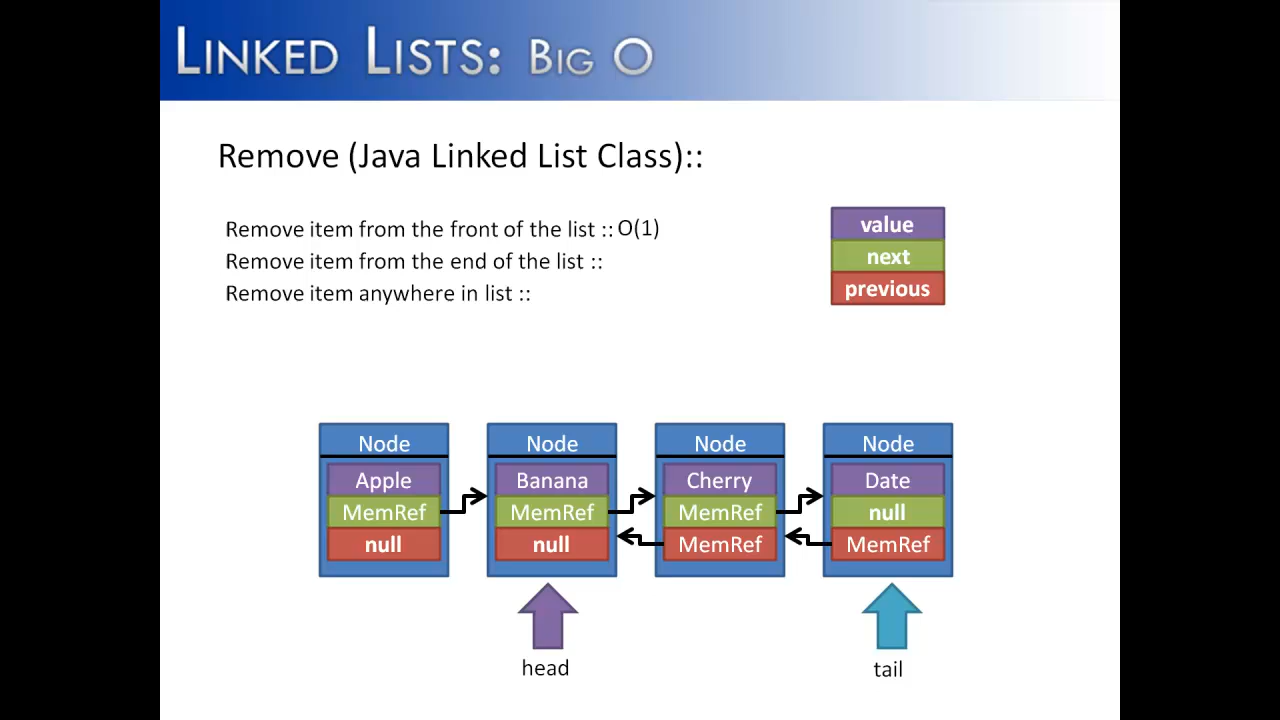 LINKED LISTS: BIG O
Remove (Java Linked List Class)::
Remove item from the front of the list :: O(1)
Remove item from the end of the list ::
Remove item anywhere in list ::
value
next
previous
Node Node Node Node
Apple Banana Cherry Date
MemRef MemRef MemRef null
null null MemRef MemRef
head tail